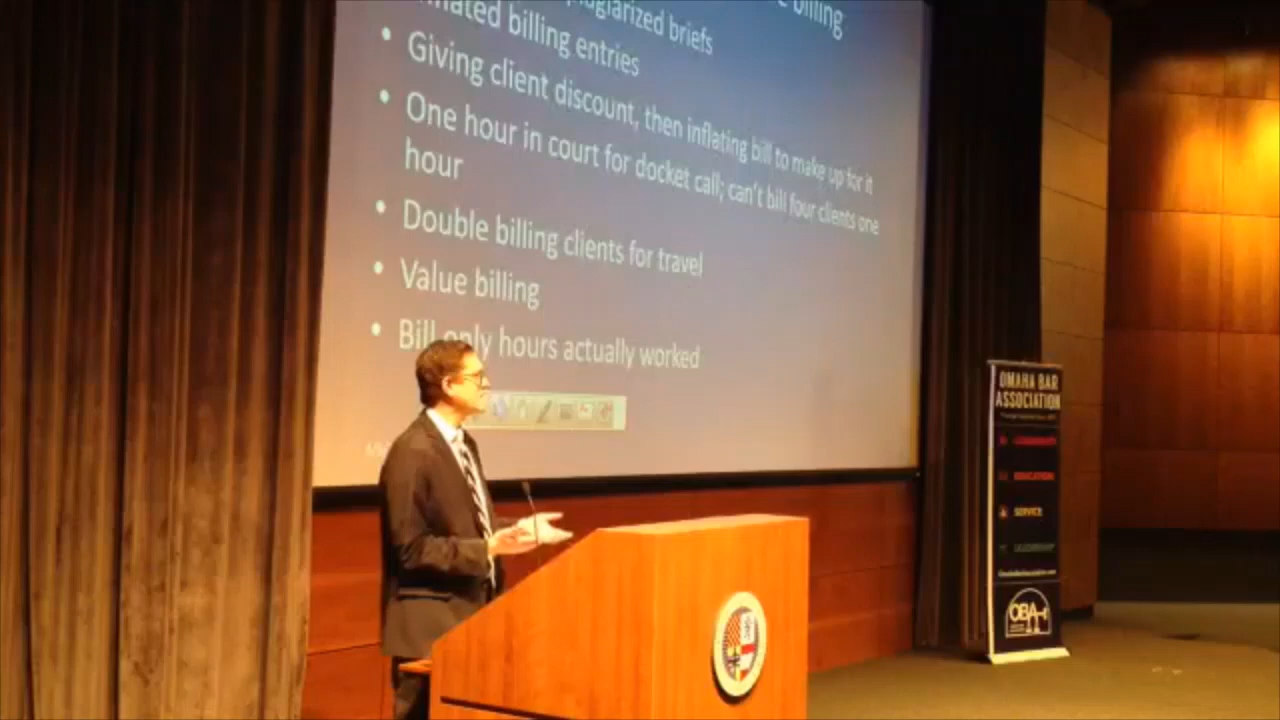 billing
plagiarized briefs
billing entries
• Giving client discount, then inflating bill to make up for it
• One hour in court for docket call; can't bill four clients one
hour
• Double billing clients for travel
• Value billing
• Bill only hours actually worked
OMAHA BAR
ASSOCIATION
EDUCATION
SERVICE
LEADERSHIP
OBA